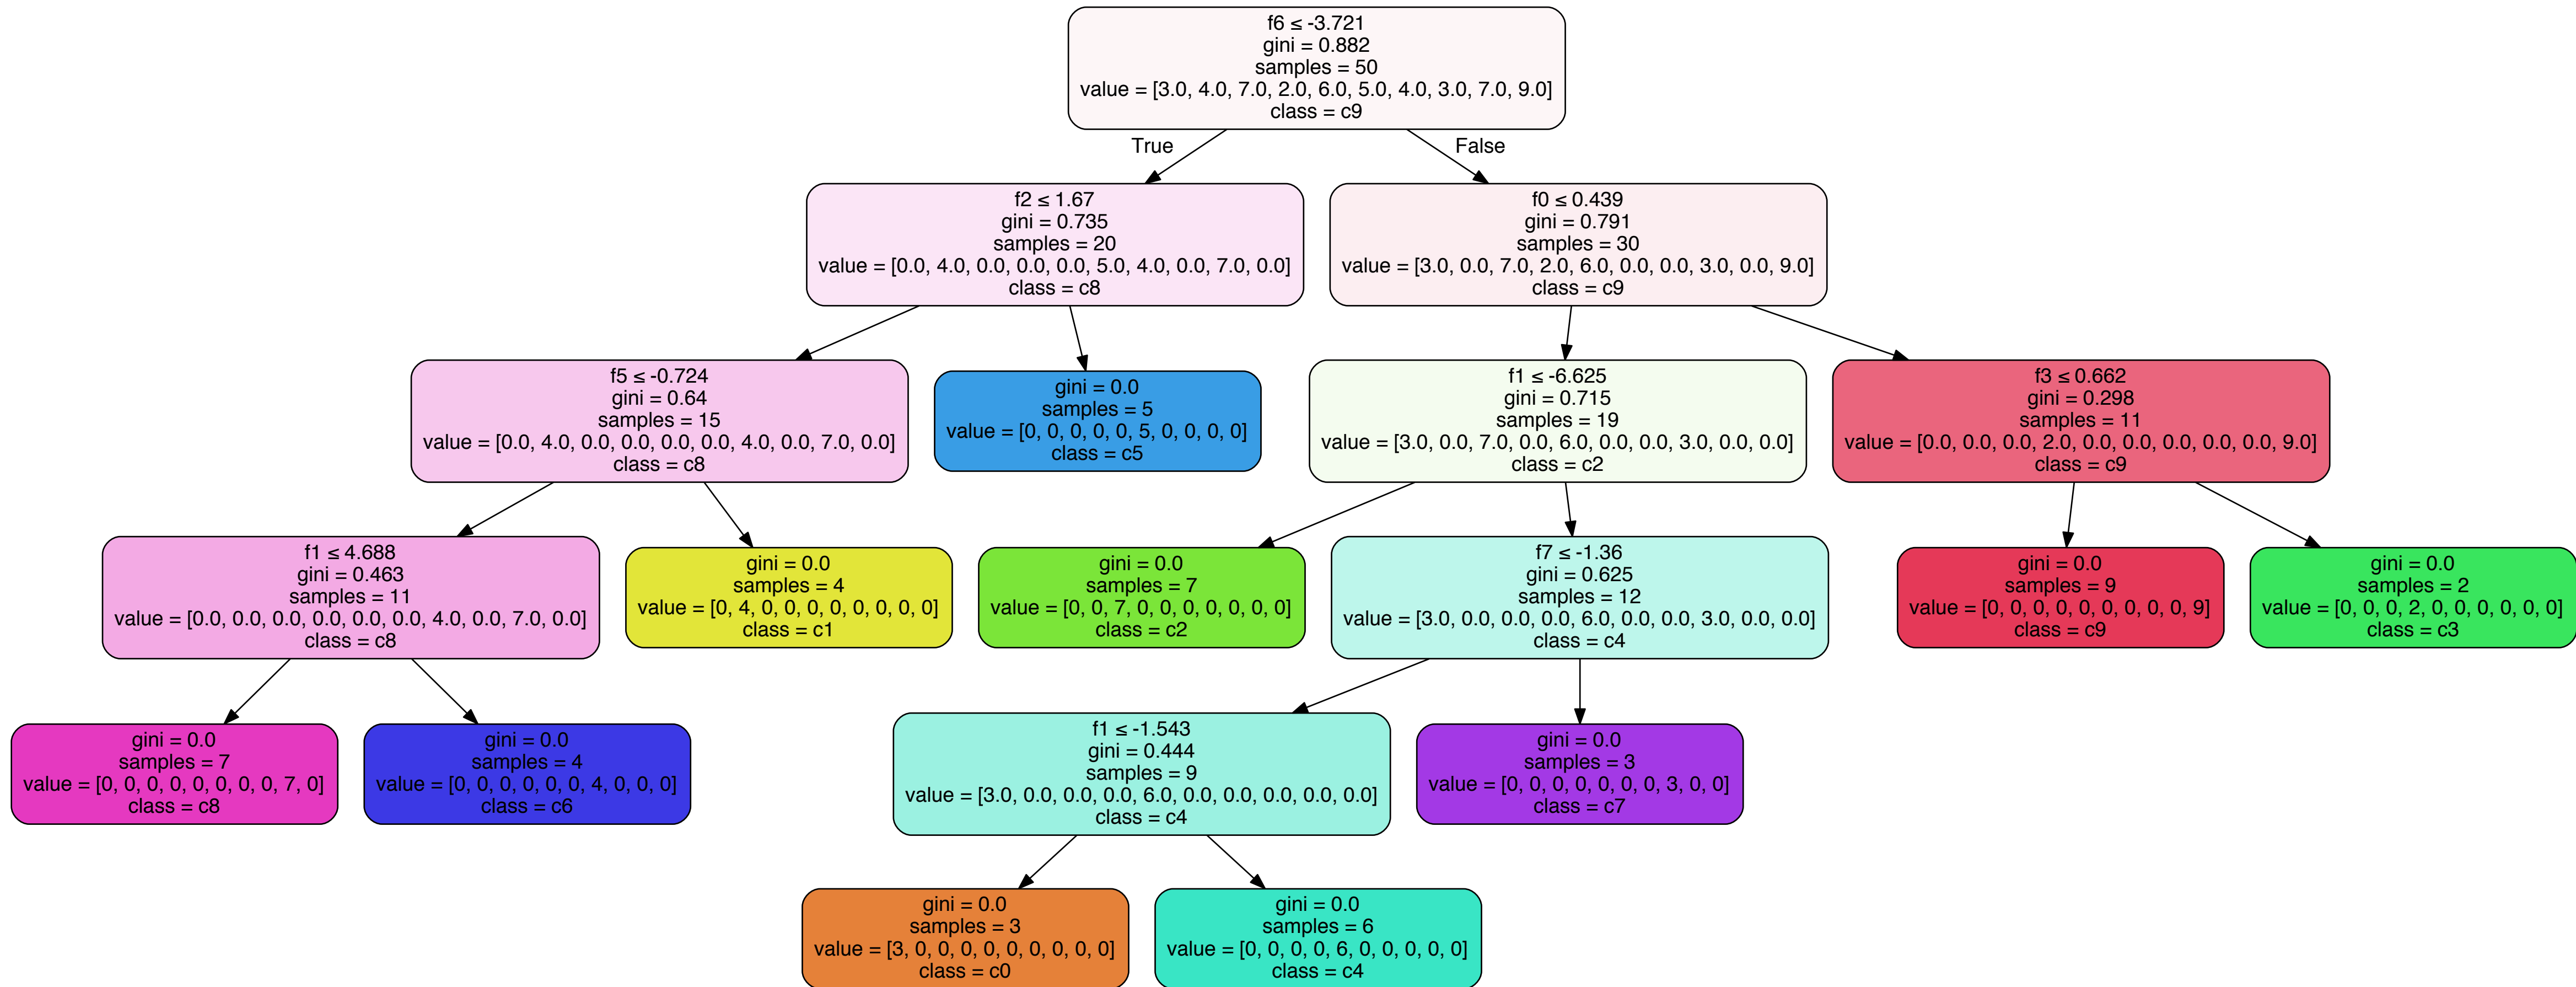 f6 ≤ -3.721
gini = 0.882
samples = 50
value = [3.0, 4.0, 7.0, 2.0, 6.0, 5.0, 4.0, 3.0, 7.0, 9.0]
class = c9
True
False
f2 ≤ 1.67
gini = 0.735
samples = 20
value = [0.0, 4.0, 0.0, 0.0, 0.0, 5.0, 4.0, 0.0, 7.0, 0.0]
class = c8
f0 ≤ 0.439
gini = 0.791
samples = 30
value = [3.0, 0.0, 7.0, 2.0, 6.0, 0.0, 0.0, 3.0, 0.0, 9.0]
class = c9
f5 ≤ -0.724
gini = 0.64
samples = 15
value = [0.0, 4.0, 0.0, 0.0, 0.0, 0.0, 4.0, 0.0, 7.0, 0.0]
class = c8
gini = 0.0
samples = 5
value = [0, 0, 0, 0, 0, 5, 0, 0, 0, 0]
class = c5
f1 ≤ -6.625
gini = 0.715
samples = 19
value = [3.0, 0.0, 7.0, 0.0, 6.0, 0.0, 0.0, 3.0, 0.0, 0.0]
class = c2
f3 ≤ 0.662
gini = 0.298
samples = 11
value = [0.0, 0.0, 0.0, 2.0, 0.0, 0.0, 0.0, 0.0, 0.0, 9.0]
class = c9
f1 ≤ 4.688
gini = 0.463
samples = 11
value = [0.0, 0.0, 0.0, 0.0, 0.0, 0.0, 4.0, 0.0, 7.0, 0.0]
class = c8
gini = 0.0
samples = 4
value = [0, 4, 0, 0, 0, 0, 0, 0, 0, 0]
class = c1
gini = 0.0
samples = 7
value = [0, 0, 7, 0, 0, 0, 0, 0, 0, 0]
class = c2
f7 ≤ -1.36
gini = 0.625
samples = 12
value = [3.0, 0.0, 0.0, 0.0, 6.0, 0.0, 0.0, 3.0, 0.0, 0.0]
class = c4
gini = 0.0
samples = 9
value = [0, 0, 0, 0, 0, 0, 0, 0, 0, 9]
class = c9
gini = 0.0
samples = 2
value = [0, 0, 0, 2, 0, 0, 0, 0, 0, 0]
class = c3
gini = 0.0
samples = 7
value = [0, 0, 0, 0, 0, 0, 0, 0, 7, 0]
class = c8
gini = 0.0
samples = 4
value = [0, 0, 0, 0, 0, 0, 4, 0, 0, 0]
class = c6
f1 ≤ -1.543
gini = 0.444
samples = 9
value = [3.0, 0.0, 0.0, 0.0, 6.0, 0.0, 0.0, 0.0, 0.0, 0.0]
class = c4
gini = 0.0
samples = 3
value = [0, 0, 0, 0, 0, 0, 0, 3, 0, 0]
class = c7
gini = 0.0
samples = 3
value = [3, 0, 0, 0, 0, 0, 0, 0, 0, 0]
class = c0
gini = 0.0
samples = 6
value = [0, 0, 0, 0, 6, 0, 0, 0, 0, 0]
class = c4